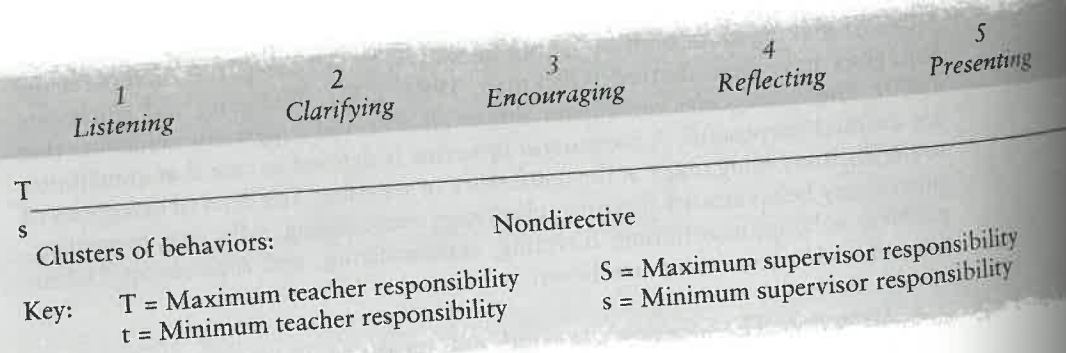 1 2 3 4 5
Listening Clarifying Encouraging Reflecting Presenting
T
s
Clusters of behaviors: Nondirective
Key: T = Maximum teacher responsibility S = Maximum supervisor responsibility
t = Minimum teacher responsibility s = Minimum supervisor responsibility